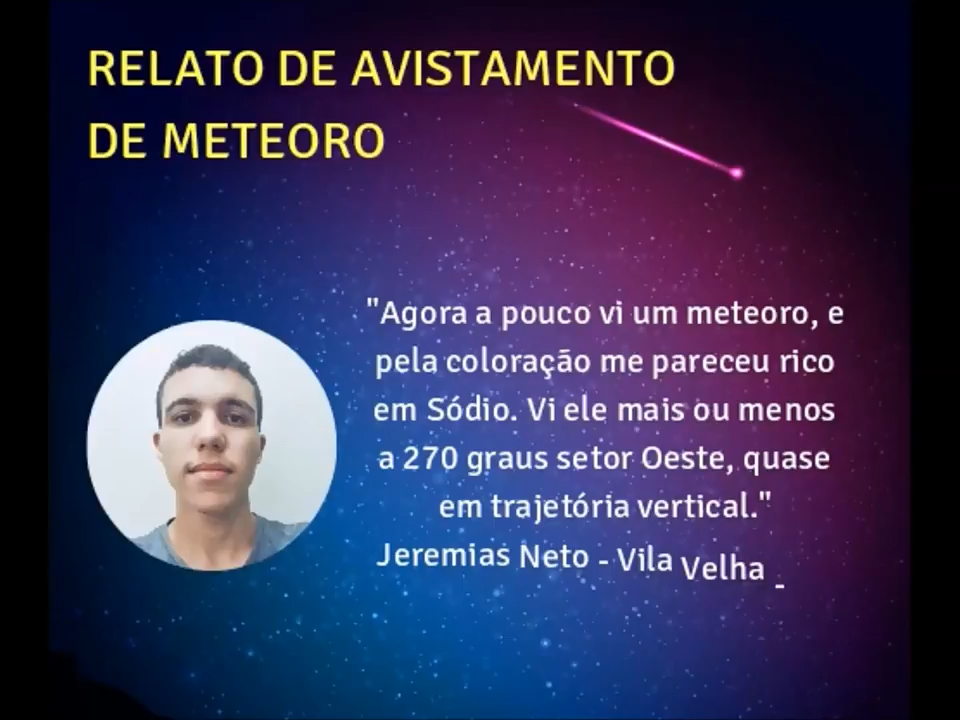 RELATO DE AVISTAMENTO
DE METEORO
"Agora a pouco vi um meteoro, e
pela coloração me pareceu rico
em Sódio. Vi ele mais ou menos
a 270 graus setor Oeste, quase
em trajetória vertical."
Jeremias Neto - Vila Velha -